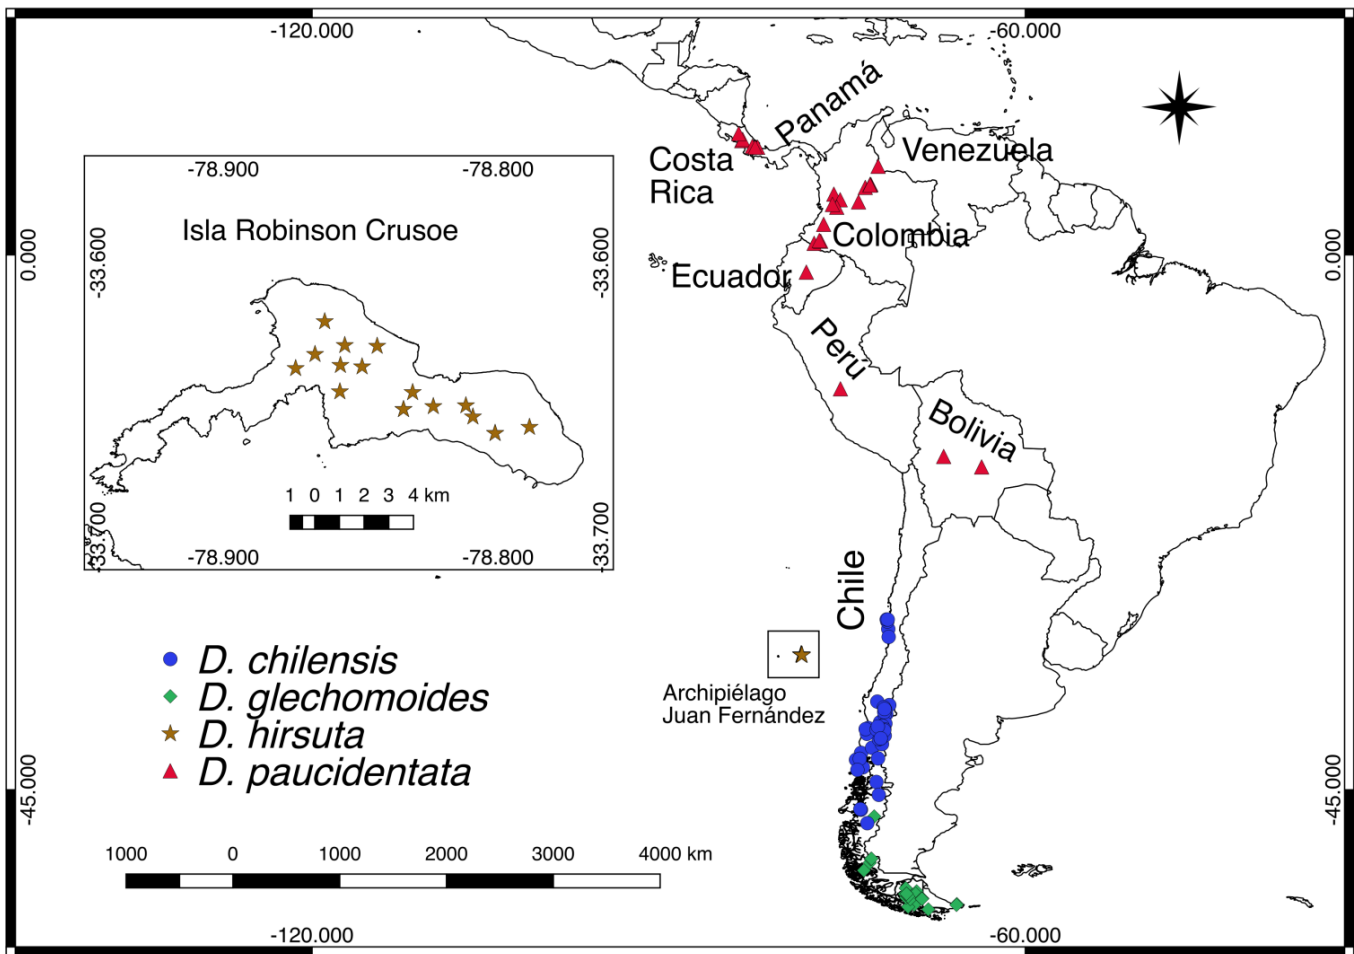 -120.000
-60.000
Panamá
Costa
Rica
Venezuela
-78.900
-78.800
Isla Robinson Crusoe
-33.600
-33.600
0.000
0.000
Colombia
Ecuador
Perú
Bolivia
1 0 1 2 3 4 km
-33.700
-33.700
-78.900
-78.800
Chile
D. chilensis
D. glechomoides
D. hirsuta
D. paucidentata
Archipiélago
Juan Fernández
-45.000
-45.000
1000 0 1000 2000 3000 4000 km
-120.000
-60.000